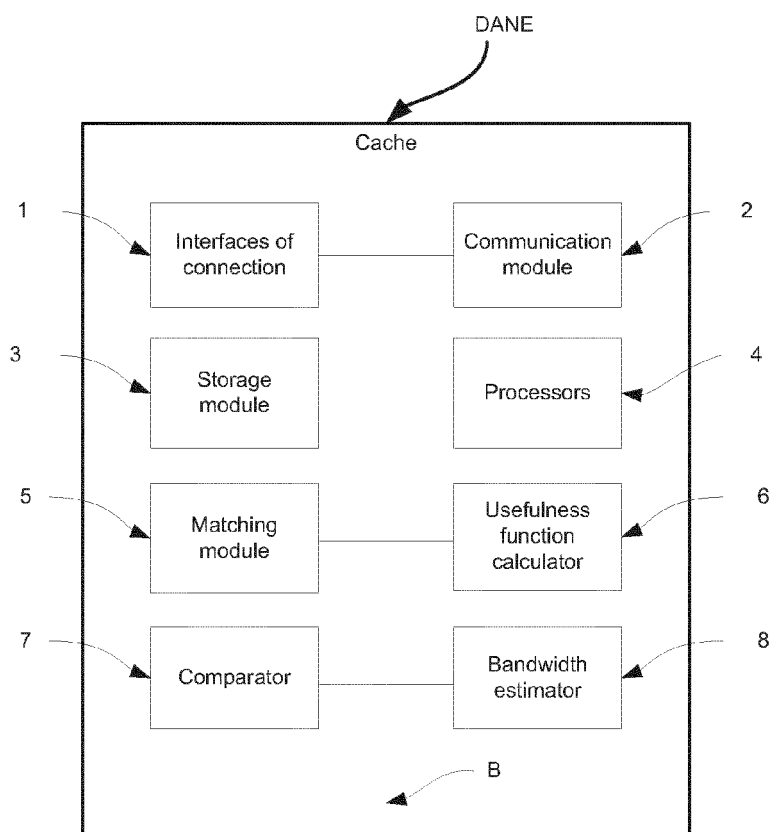 DANE
Cache
1
Interfaces of
connection
Communication
module
2
3
Storage
module
Processors
4
5
Matching
module
Usefulness
function
calculator
6
7
Comparator
Bandwidth
estimator
8
B